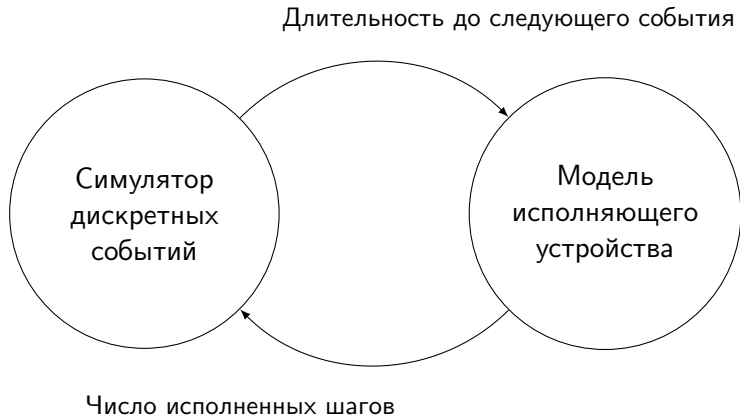 Длительность до следующего события
Симулятор
дискретных
событий
Модель
исполняющего
устройства
Число исполненных шагов